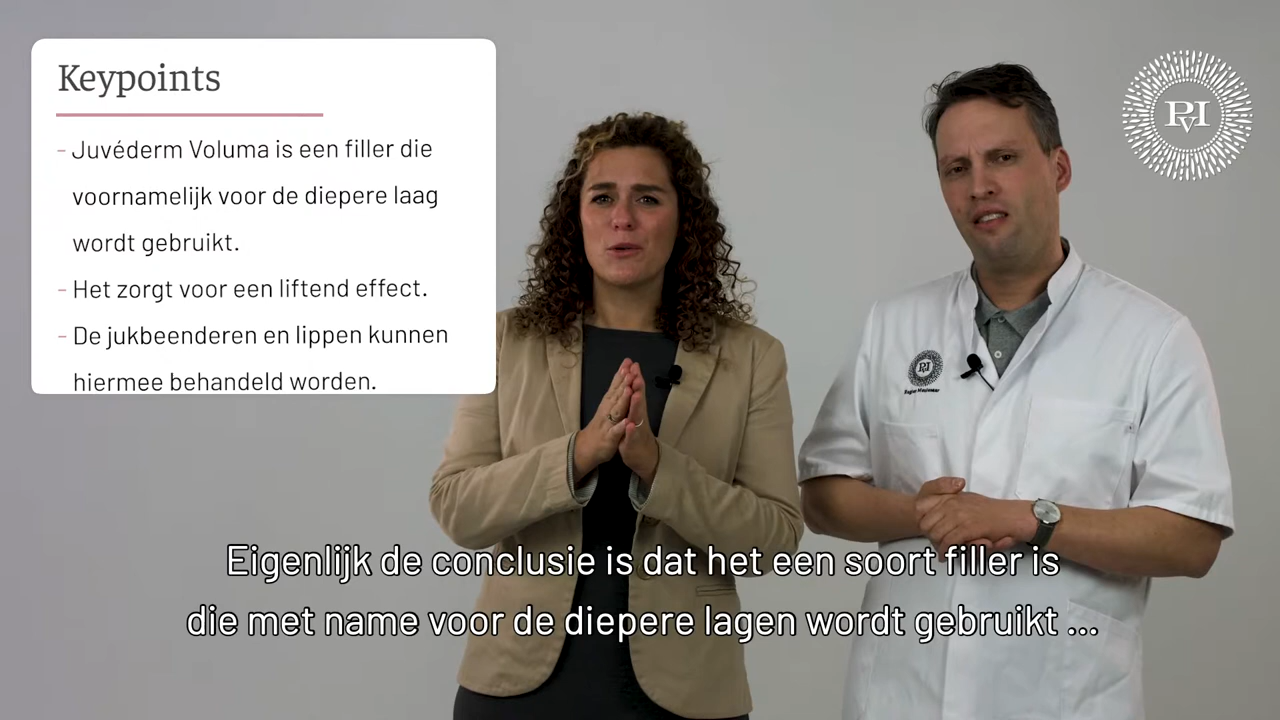 Keypoints
- Juvéderm Voluma is een filler die
voornamelijk voor de diepere laag
wordt gebruikt.
- Het zorgt voor een liftend effect.
- De jukbeenderen en lippen kunnen
hiermee behandeld worden.
PVI
PVI
Eigenlijk de conclusie is dat het een soort filler is
die met name voor de diepere lagen wordt gebruikt ...